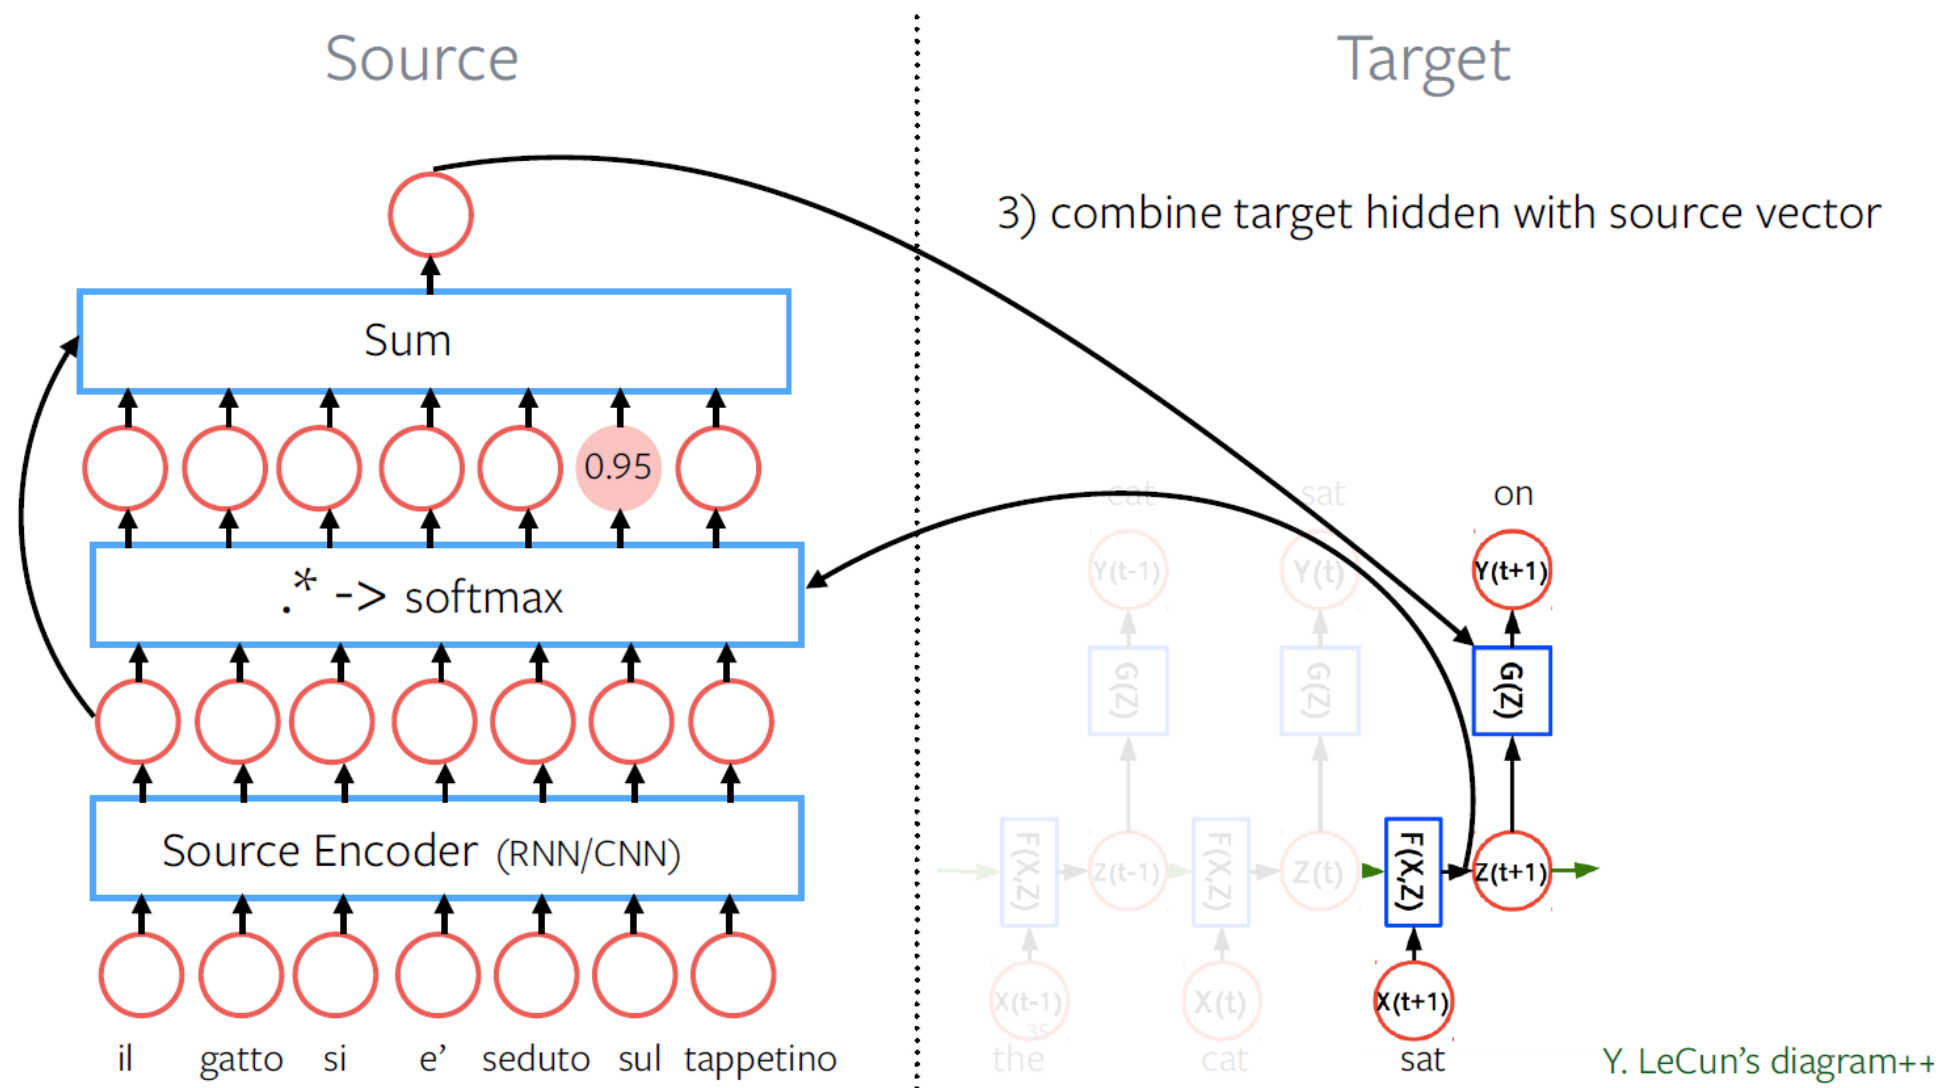 Source
Target
3) combine target hidden with source vector
Sum
0.95
cat
sat
on
Y(t-1)
Y(t)
Y(t+1)
.* -> softmax
G(Z)
G(Z)
G(Z)
Source Encoder (RNN/CNN)
F(X,Z)
Z(t-1)
F(X,Z)
Z(t)
F(X,Z)
Z(t+1)
X(t-1)
X(t)
X(t+1)
35
il gatto si e’ seduto sul tappetino
the
cat
sat
Y. LeCun’s diagram++